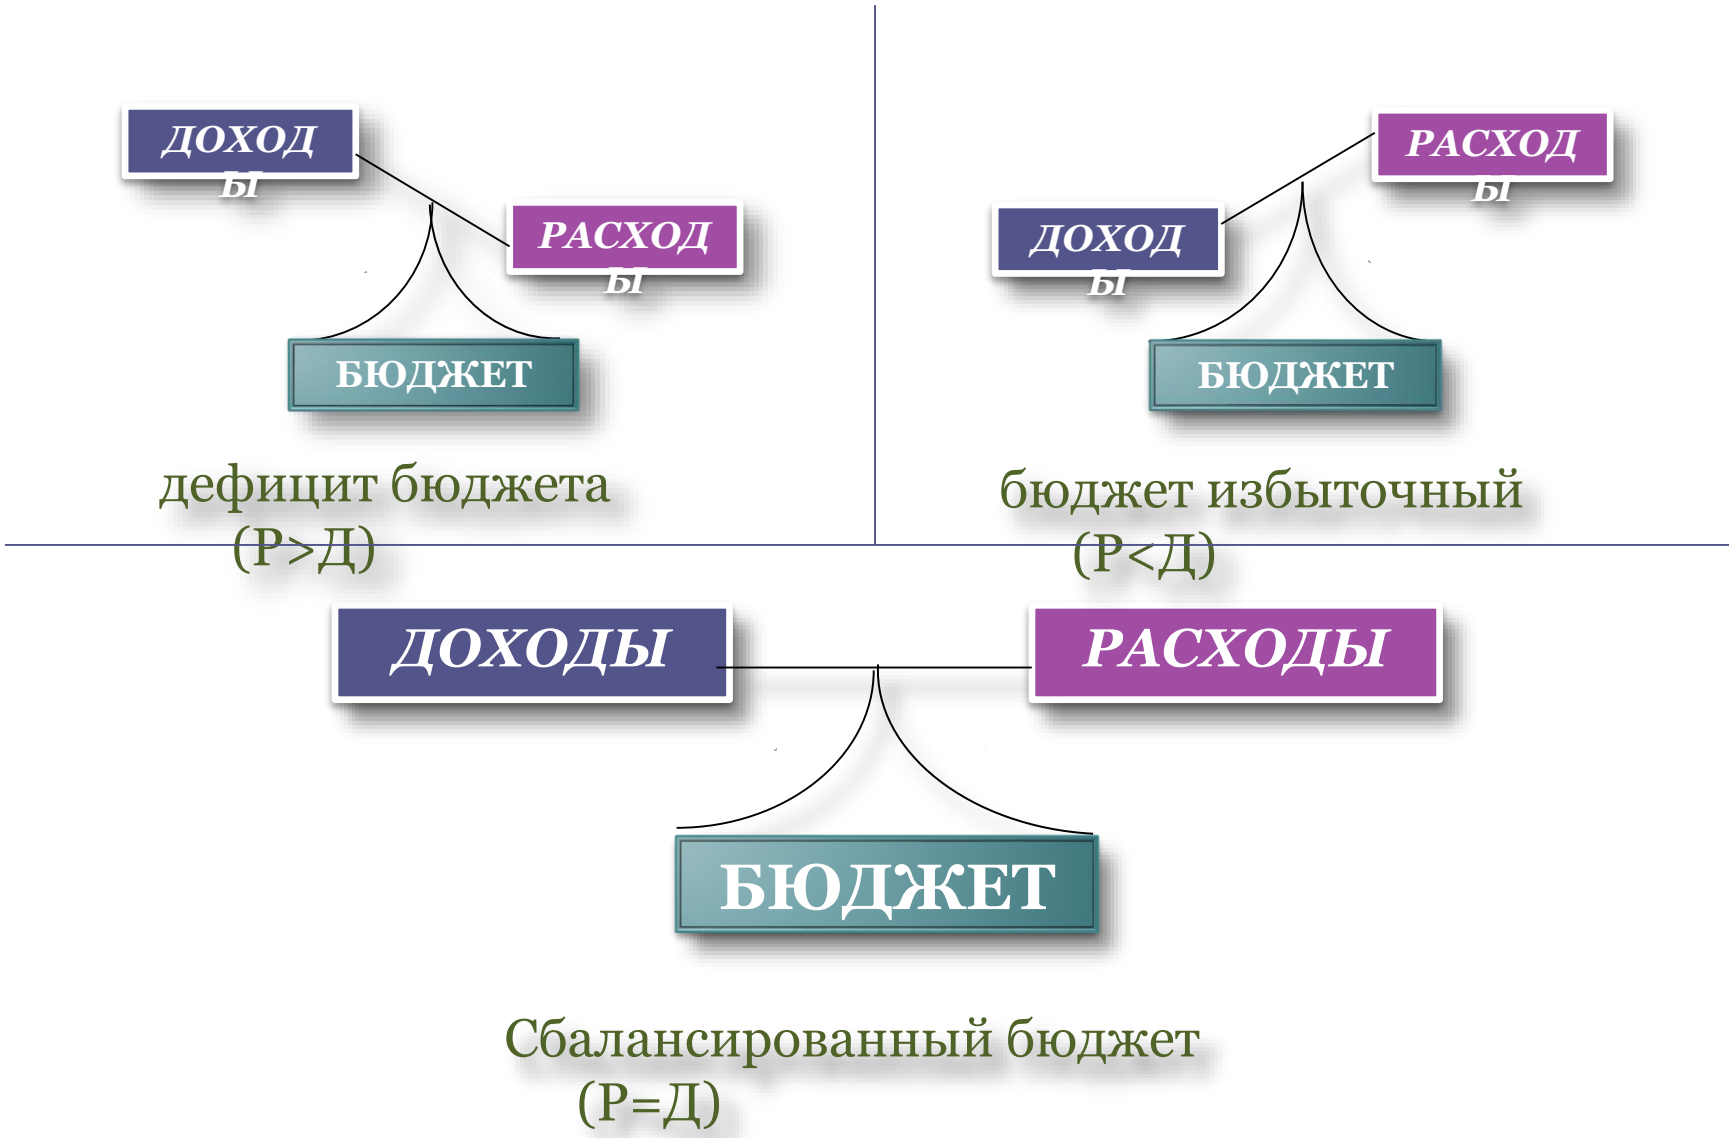 ДОХОД
Ы
РАСХОД
Ы
БЮДЖЕТ
дефицит бюджета
(Р>Д)
РАСХОД
Ы
ДОХОД
Ы
БЮДЖЕТ
бюджет избыточный
(Р<Д)
ДОХОДЫ
РАСХОДЫ
БЮДЖЕТ
Сбалансированный бюджет
(Р=Д)